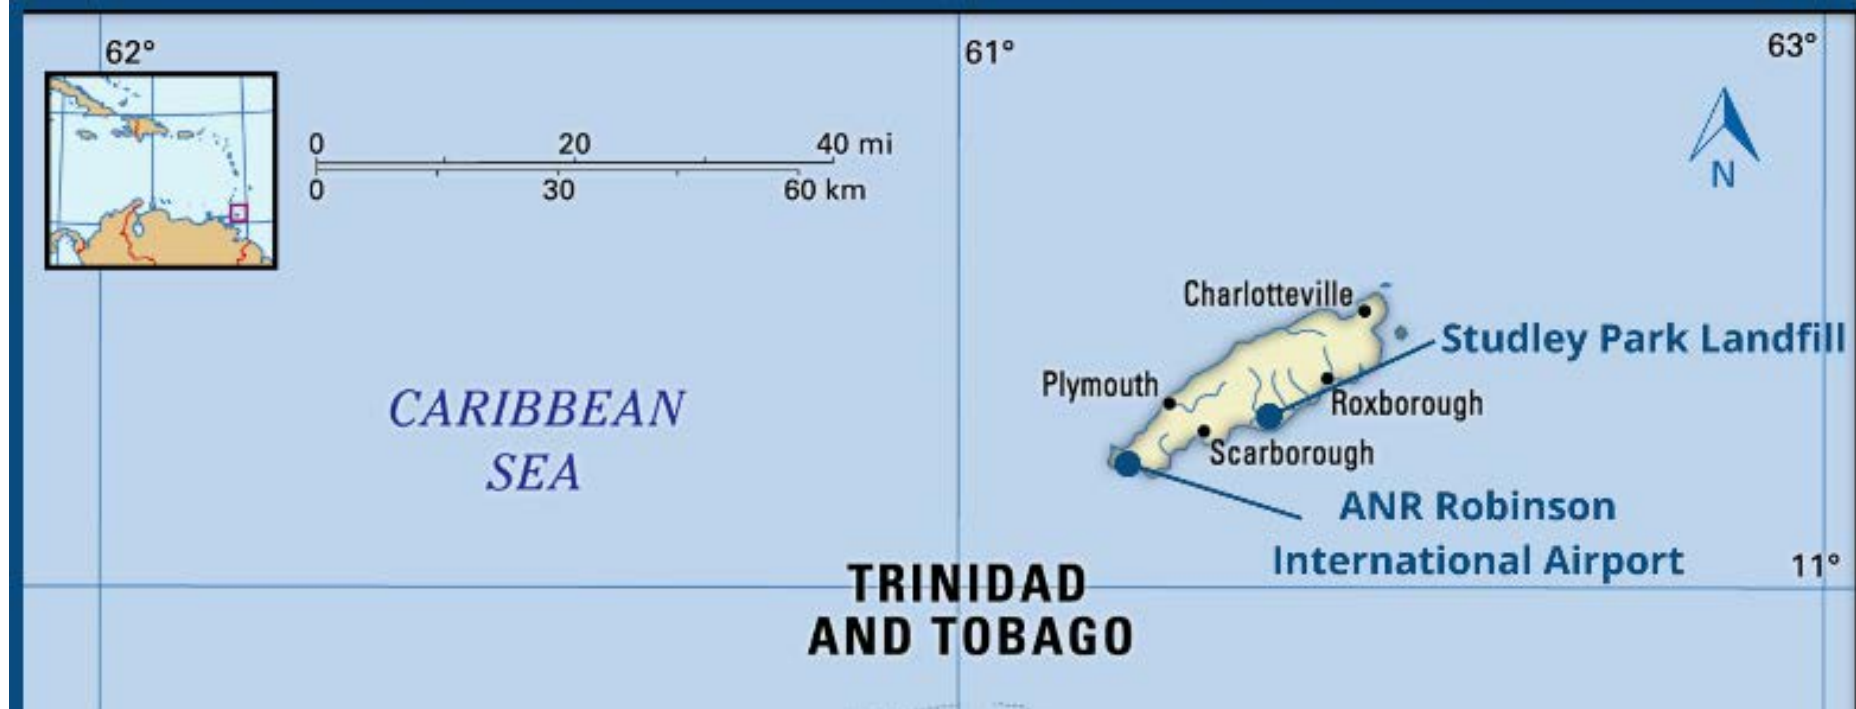 62°
61°
63°
0 20 40 mi
0 30 60 km
N
Charlotteville
Studley Park Landfill
Plymouth
Roxborough
CARIBBEAN
SEA
Scarborough
ANR Robinson
International Airport
11°
TRINIDAD
AND TOBAGO